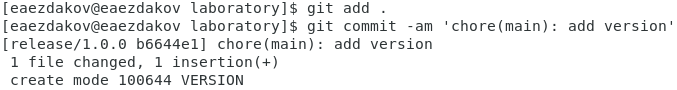 [eaezdakov@eaezdakov laboratory]$ git add .
[eaezdakov@eaezdakov laboratory]$ git commit -am 'chore(main): add version'
[release/1.0.0 b6644e1] chore(main): add version
 1 file changed, 1 insertion(+)
 create mode 100644 VERSION